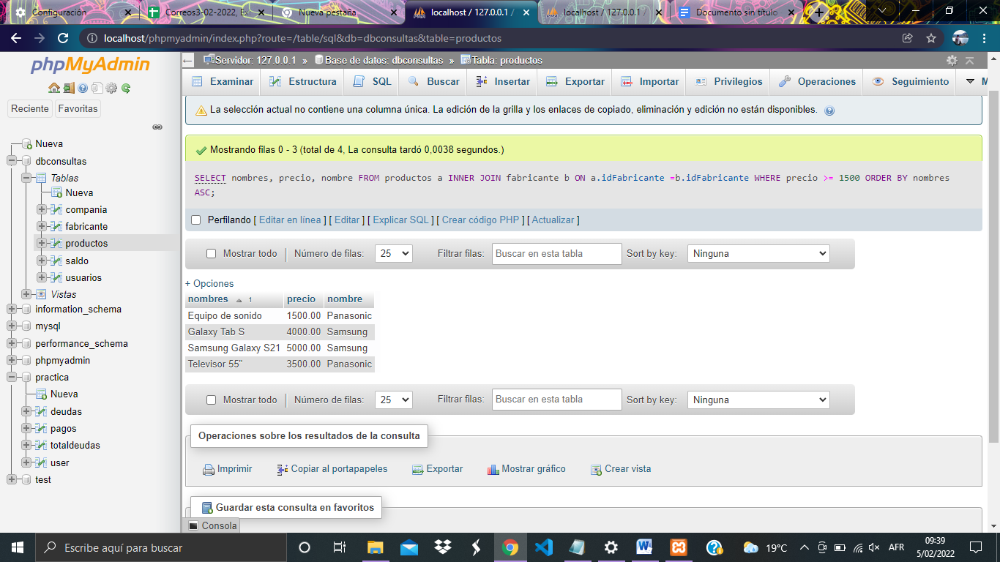 Configuración
Correos3-02-2022, E
Nueva pestaña
localhost / 127.0.0.1 /
localhost / 127.0.0.1 /
Documento sin título
localhost/phpmyadmin/index.php?route=/table/sql&db=dbconsultas&table=productos
phpMyAdmin
Reciente
Favoritas
Nueva
dbconsultas
Tablas
Nueva
compania
fabricante
productos
saldo
usuarios
Vistas
information_schema
mysql
performance_schema
phpmyadmin
practica
Nueva
deudas
pagos
totaldeudas
user
test
Servidor: 127.0.0.1 » Base de datos: dbconsultas » Tabla: productos
Examinar Estructura SQL Buscar Insertar Exportar Importar Privilegios Operaciones Seguimiento M
La selección actual no contiene una columna única. La edición de la grilla y los enlaces de copiado, eliminación y edición no están disponibles.
Mostrando filas 0 - 3 (total de 4, La consulta tardó 0,0038 segundos.)
SELECT nombres, precio, nombre FROM productos a INNER JOIN fabricante b ON a.idFabricante =b.idFabricante WHERE precio >= 1500 ORDER BY nombres
ASC;
Perfilando [ Editar en línea ] [ Editar ] [ Explicar SQL ] [ Crear código PHP ] [ Actualizar ]
Mostrar todo Número de filas: 25 Filtrar filas: Buscar en esta tabla Sort by key: Ninguna
+ Opciones
nombres 1 precio nombre
Equipo de sonido 1500.00 Panasonic
Galaxy Tab S 4000.00 Samsung
Samsung Galaxy S21 5000.00 Samsung
Televisor 55" 3500.00 Panasonic
Mostrar todo Número de filas: 25 Filtrar filas: Buscar en esta tabla Sort by key: Ninguna
Operaciones sobre los resultados de la consulta
Imprimir Copiar al portapapeles Exportar Mostrar gráfico Crear vista
Guardar esta consulta en favoritos
Consola
Escribe aquí para buscar
19°C
AFR
09:39
5/02/2022